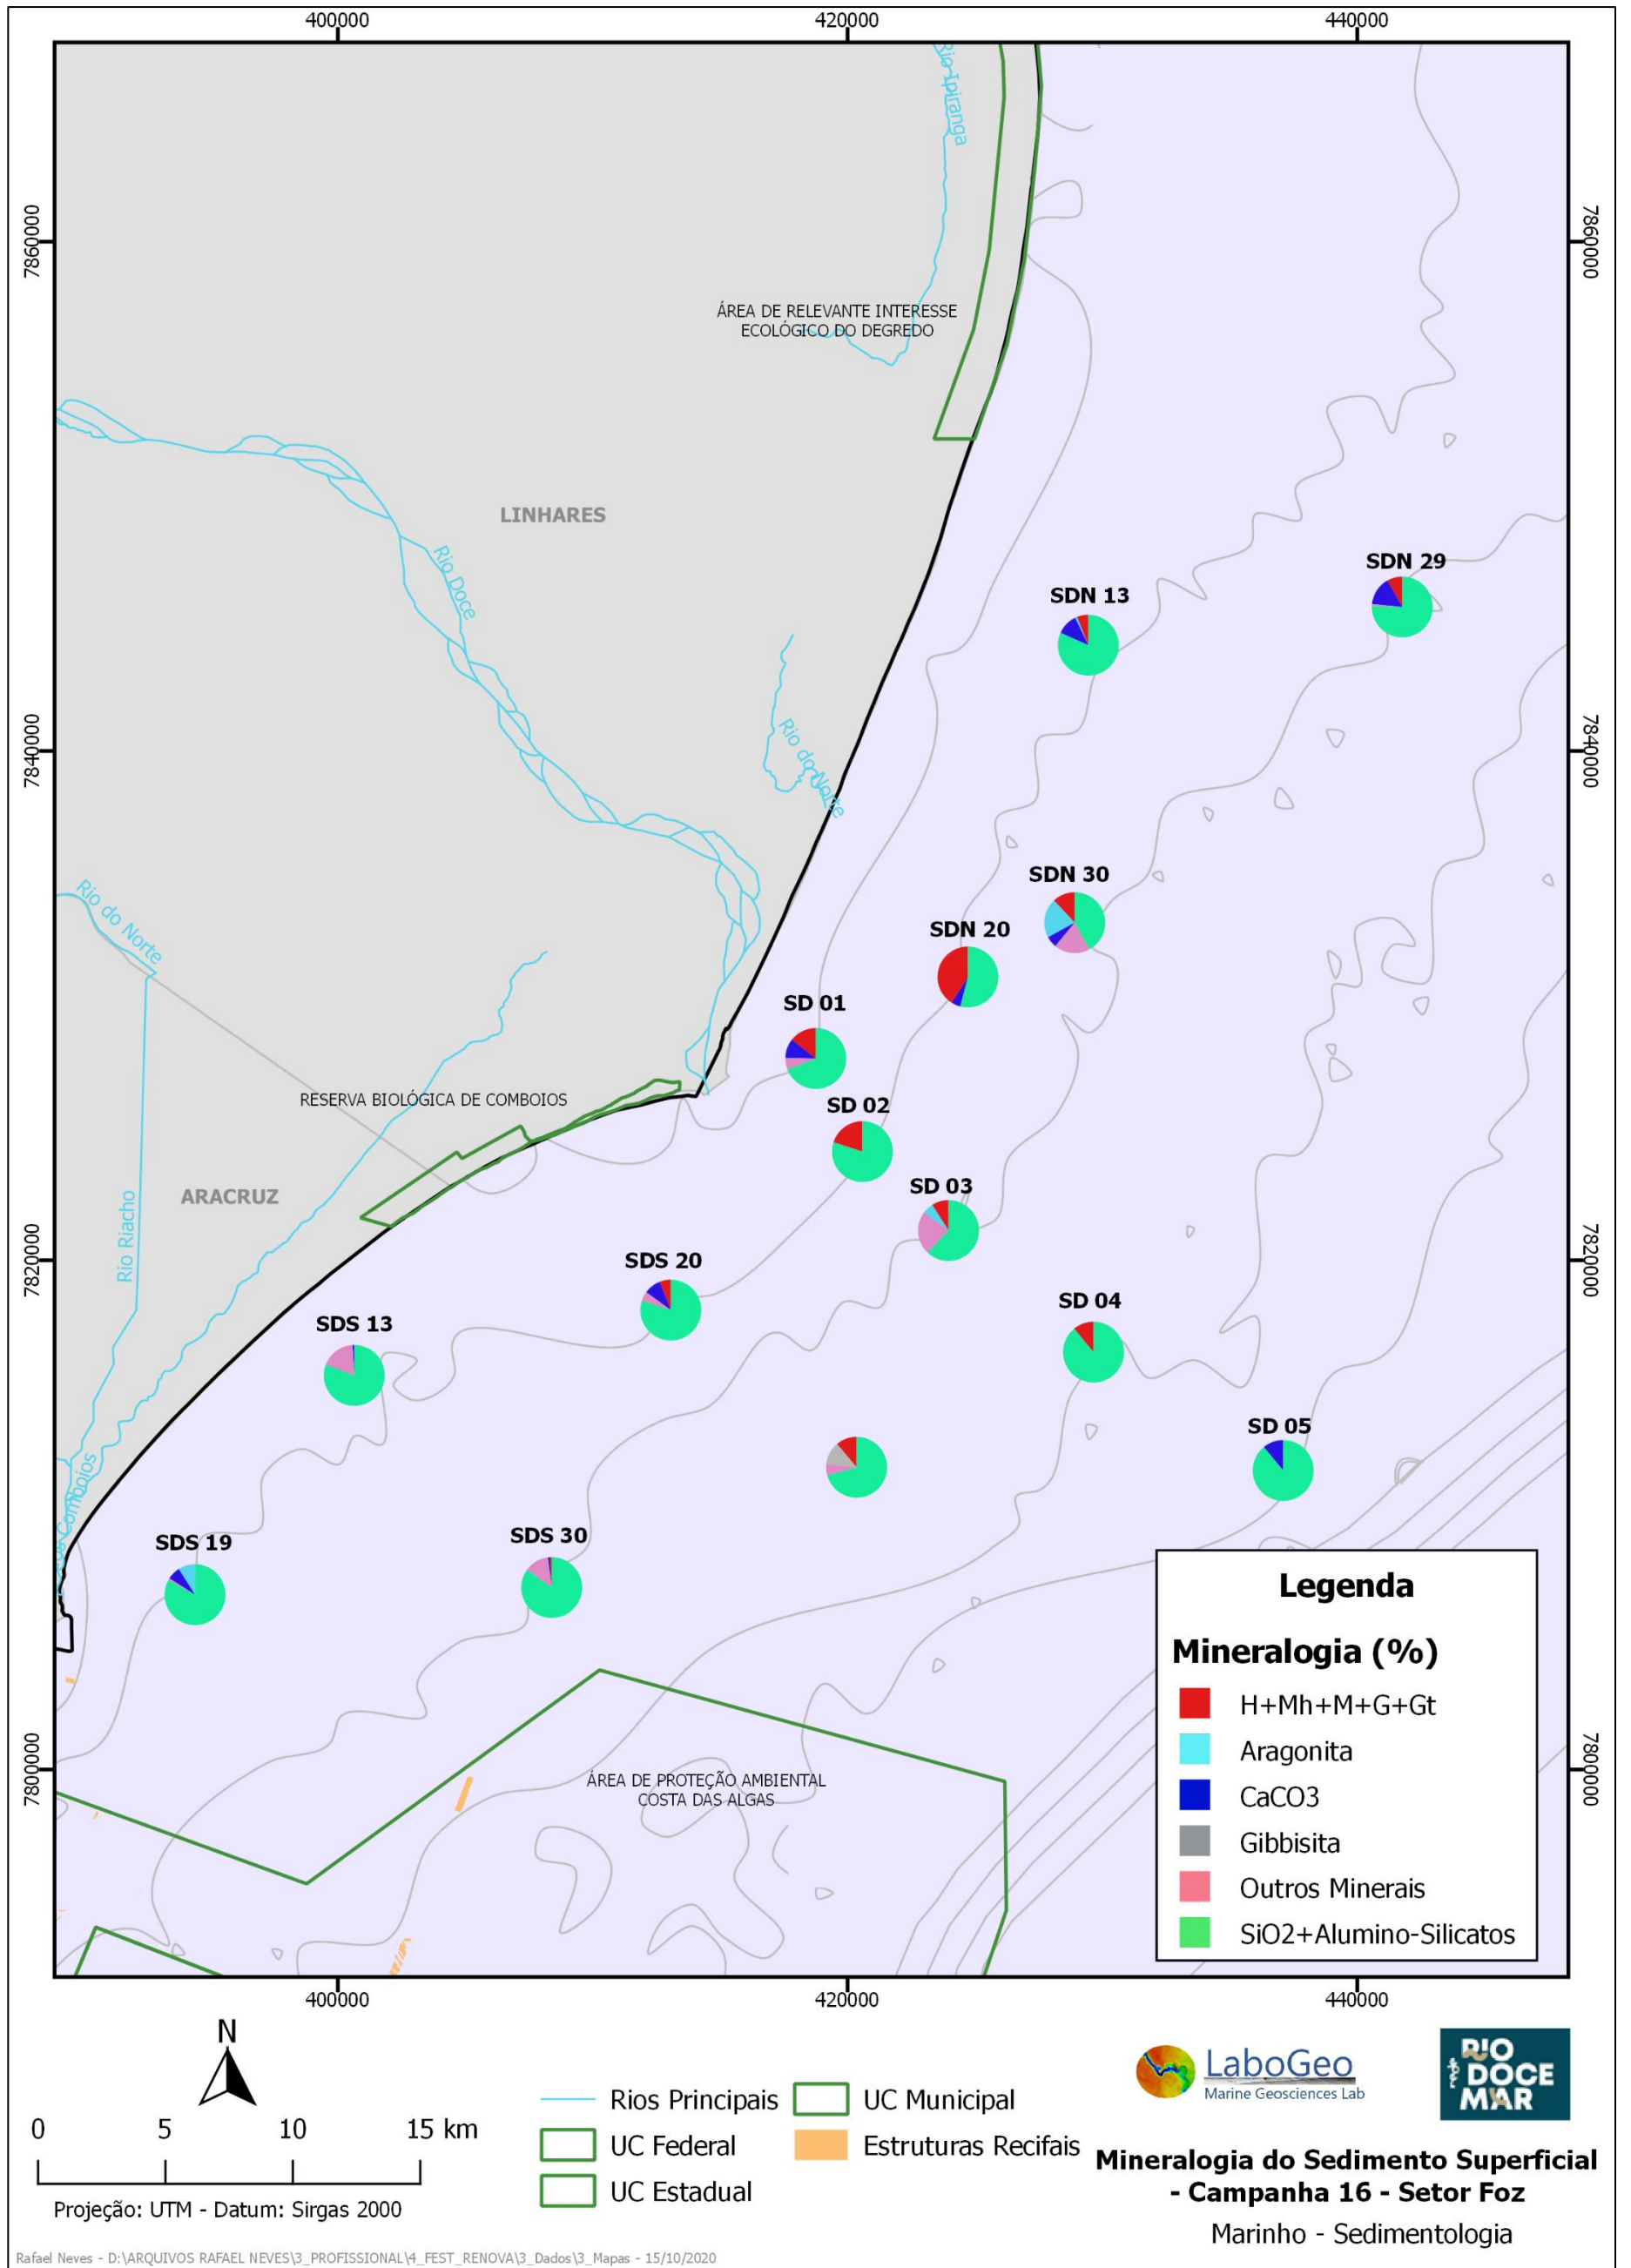 400000
420000
440000
Rio Ipiranga
7860000
7860000
ÁREA DE RELEVANTE INTERESSE
ECOLÓGICO DO DEGREDO
LINHARES
Rio Doce
SDN 29
SDN 13
7840000
7840000
Rio do Norte
SDN 30
Rio do Norte
SDN 20
SD 01
RESERVA BIOLÓGICA DE COMBOIOS
SD 02
ARACRUZ
SD 03
Rio Riacho
7820000
7820000
SDS 20
SD 04
SDS 13
SD 05
Comboios
SDS 19
SDS 30
Legenda
Mineralogia (%)
H+Mh+M+G+Gt
Aragonita
CaCO3
Gibbisita
Outros Minerais
SiO2+Alumino-Silicatos
7800000
7800000
ÁREA DE PROTEÇÃO AMBIENTAL
COSTA DAS ALGAS
400000
420000
440000
N
0 5 10 15 km
Projeção: UTM - Datum: Sirgas 2000
Rios Principais
UC Federal
UC Estadual
UC Municipal
Estruturas Recifais
LaboGeo
Marine Geosciences Lab
RIO
DOCE
MAR
Mineralogia do Sedimento Superficial
- Campanha 16 - Setor Foz
Marinho - Sedimentologia
Rafael Neves - D:\ARQUIVOS RAFAEL NEVES\3_PROFISSIONAL\4_FEST_RENOVA\3_Dados\3_Mapas - 15/10/2020